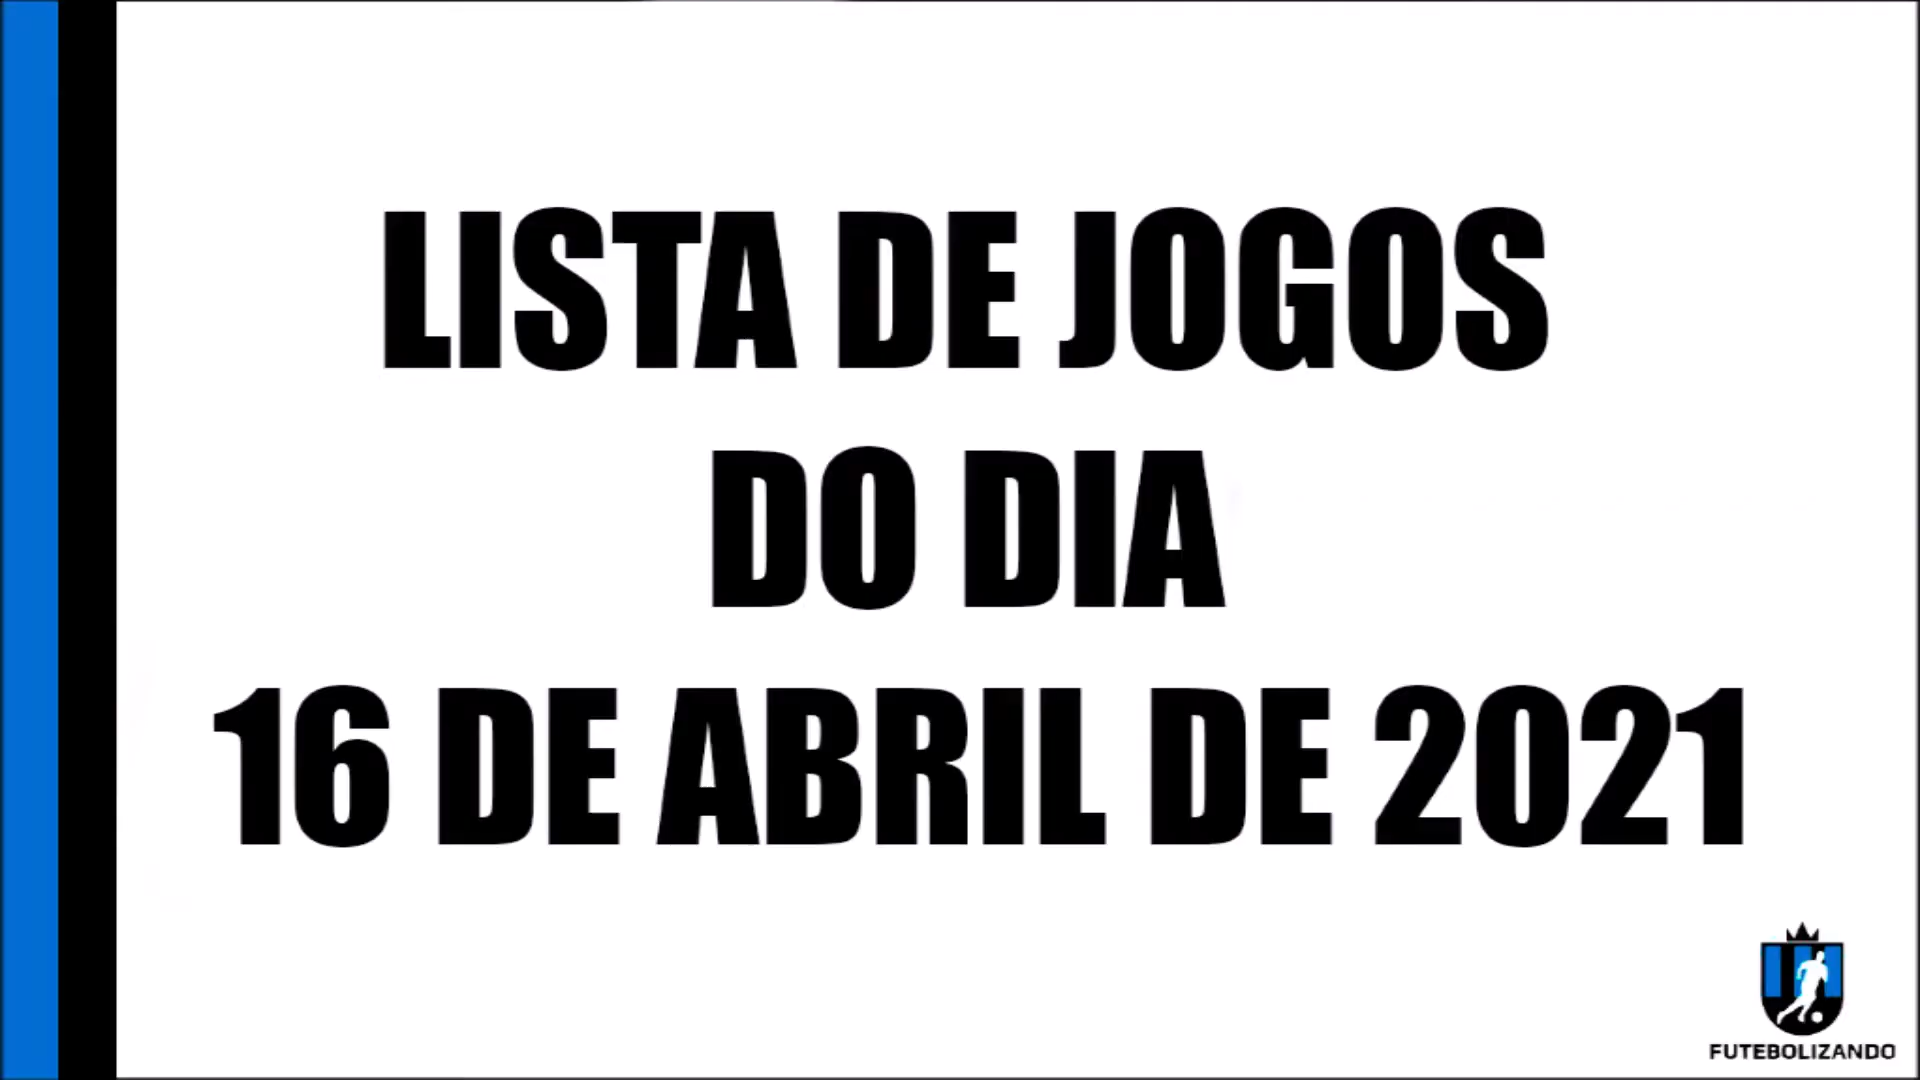 LISTA DE JOGOS
DO DIA
16 DE ABRIL DE 2021
FUTEBOLIZANDO